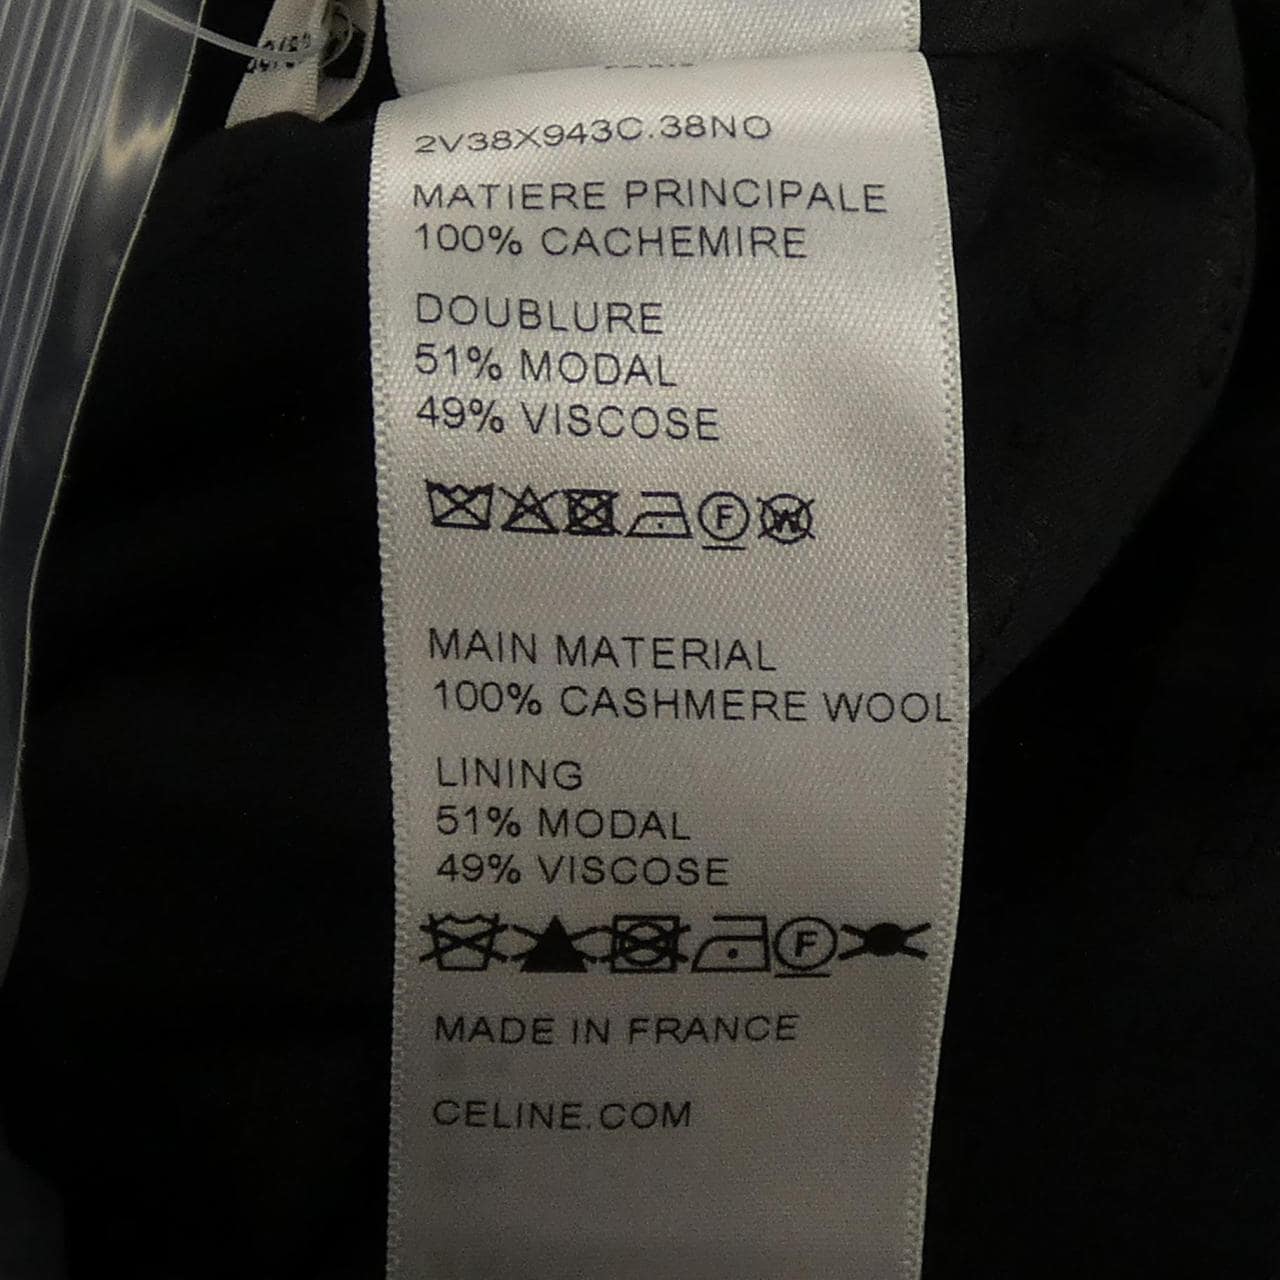 2V38X943C.38NO
MATIERE PRINCIPALE
100% CACHEMIRE
DOUBLURE
51% MODAL
49% VISCOSE
F W
MAIN MATERIAL
100% CASHMERE WOOL
LINING
51% MODAL
49% VISCOSE
F
MADE IN FRANCE
CELINE.COM